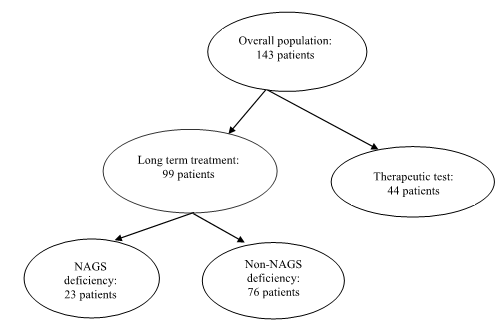 Overall population:
143 patients
Long term treatment:
99 patients
Therapeutic test:
44 patients
NAGS
deficiency:
23 patients
Non-NAGS
deficiency:
76 patients